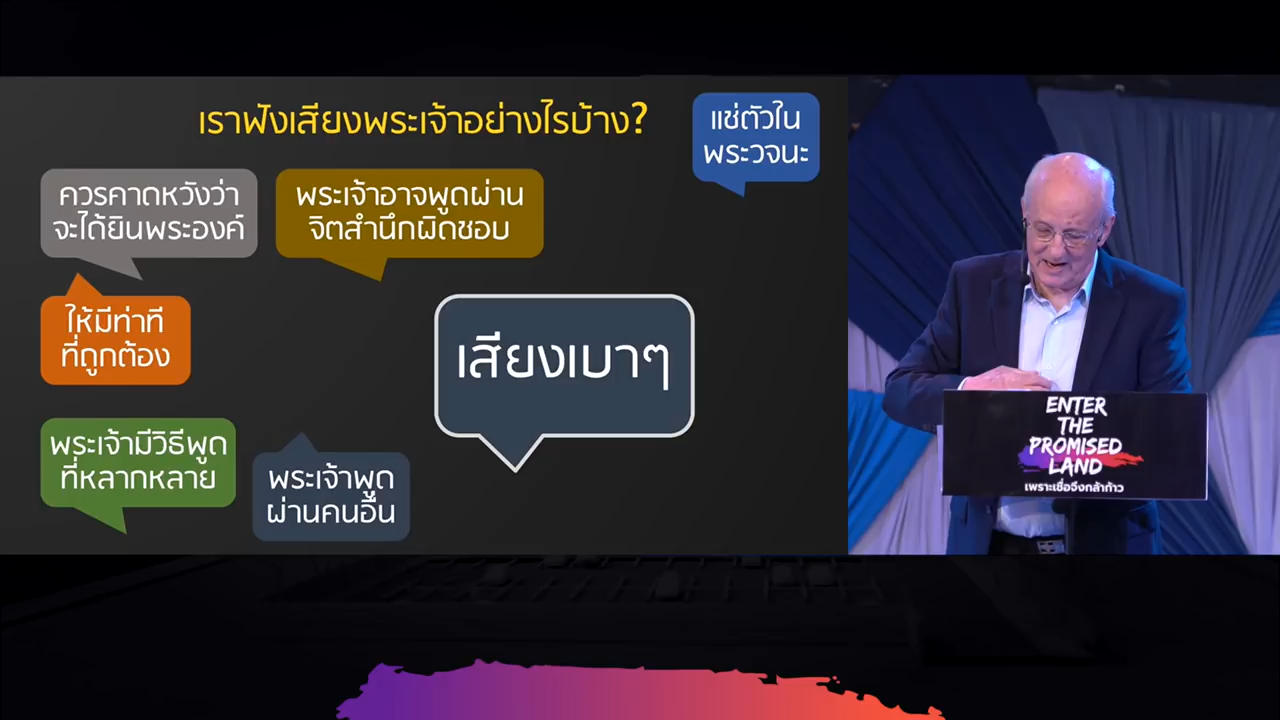 เราฟังเสียงพระเจ้าอย่างไรบ้าง?
แช่ตัวใน
พระวจนะ
ควรคาดหวังว่า
จะได้ยินพระองค์
พระเจ้าอาจพูดผ่าน
จิตสำนึกผิดชอบ
ให้มีท่าที
ที่ถูกต้อง
เสียงเบาๆ
พระเจ้ามีวิธีพูด
ที่หลากหลาย
พระเจ้าพูด
ผ่านคนอื่น
ENTER
THE
PROMISED
LAND
เพราะเชื่อจึงกล้าก้าว